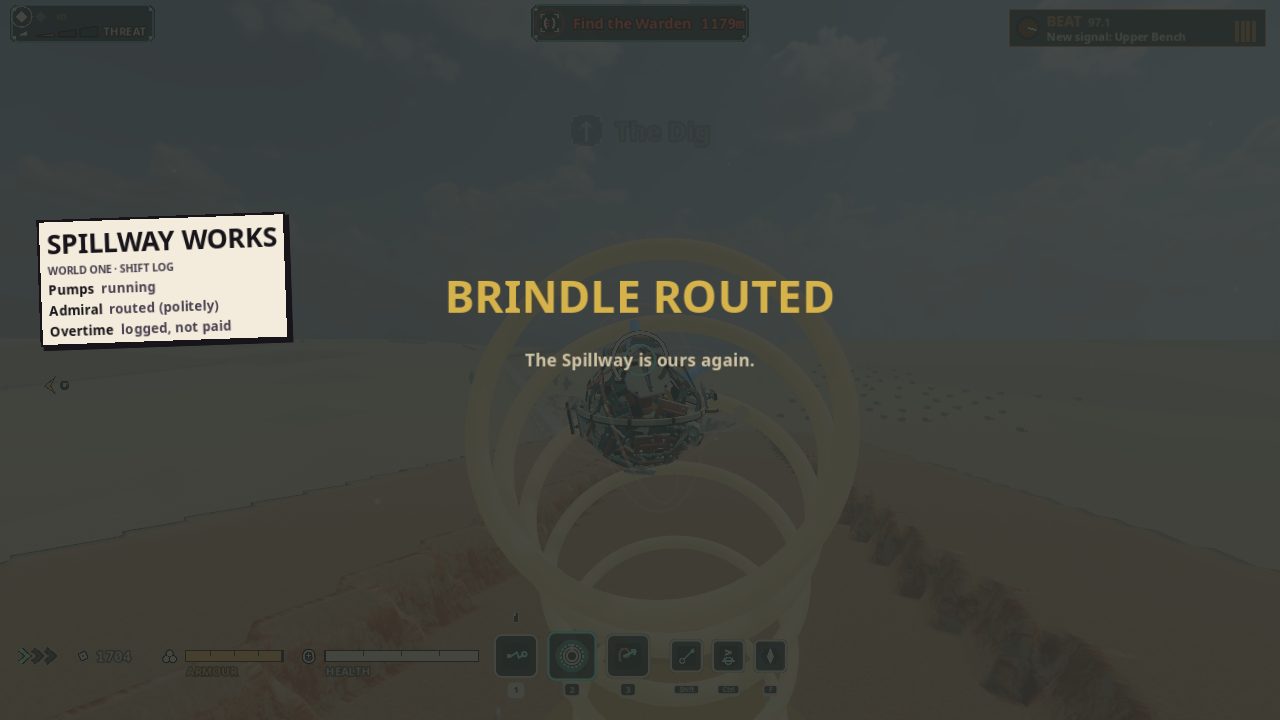 THREAT
Find the Warden 1179m
BEAT 97.1
New signal: Upper Bench
The Dig
SPILLWAY WORKS
WORLD ONE · SHIFT LOG
Pumps running
Admiral routed (politely)
Overtime logged, not paid
BRINDLE ROUTED
The Spillway is ours again.
1704
ARMOUR
HEALTH
1
2
3
Shift
Ctrl
F